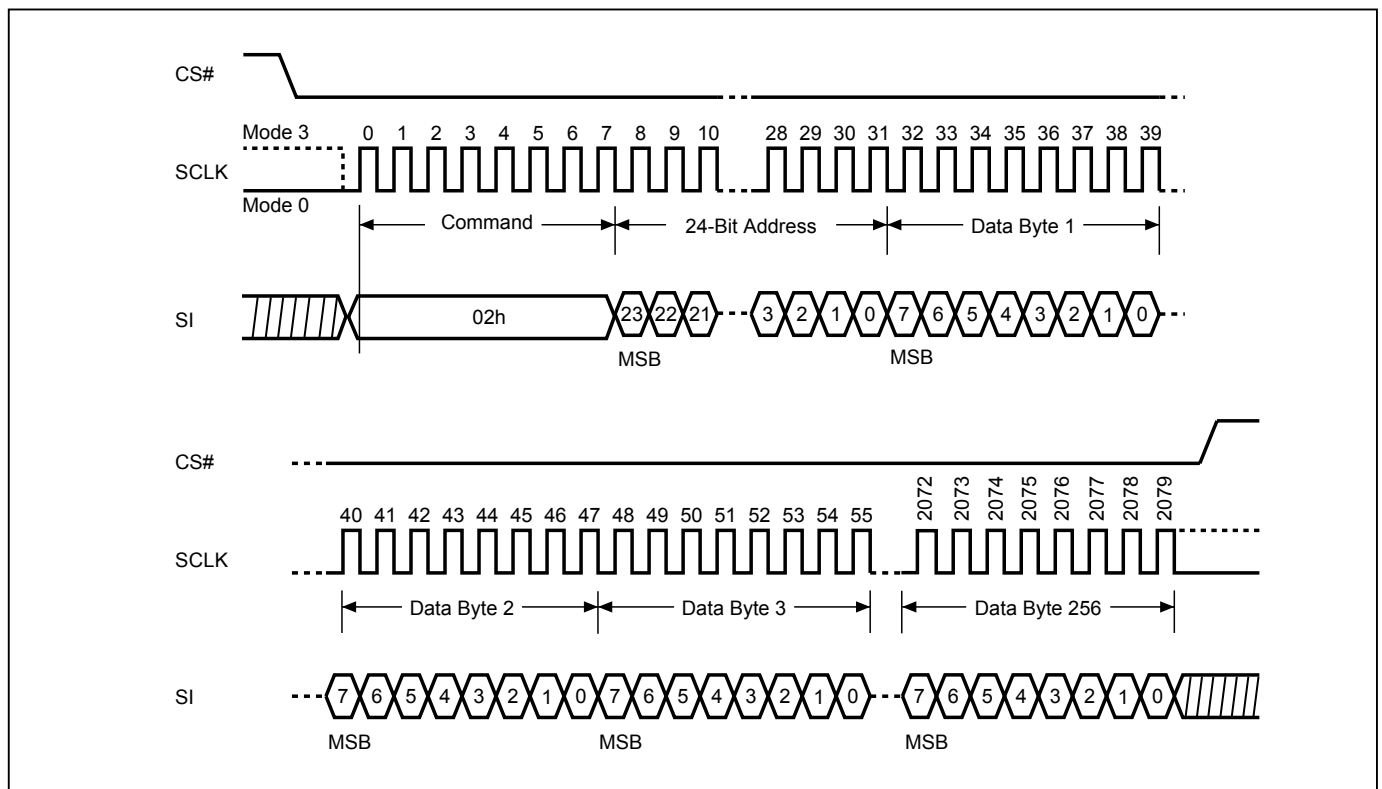 CS#
Mode 3
0 1 2 3 4 5 6 7 8 9 10 28 29 30 31 32 33 34 35 36 37 38 39
SCLK
Mode 0
Command 24-Bit Address Data Byte 1
SI 02h 23 22 21 3 2 1 0 7 6 5 4 3 2 1 0
MSB MSB
CS#
2072 2073 2074 2075 2076 2077 2078 2079
40 41 42 43 44 45 46 47 48 49 50 51 52 53 54 55
SCLK
Data Byte 2 Data Byte 3 Data Byte 256
SI 7 6 5 4 3 2 1 0 7 6 5 4 3 2 1 0 7 6 5 4 3 2 1 0
MSB MSB MSB